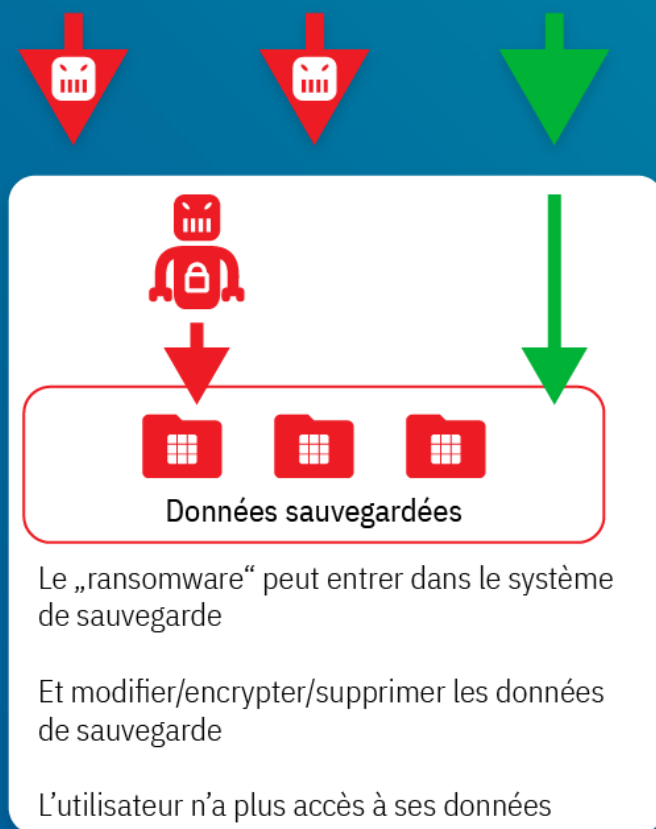 Données sauvegardées
Le „ransomware“ peut entrer dans le système
de sauvegarde
Et modifier/encrypter/supprimer les données
de sauvegarde
L’utilisateur n’a plus accès à ses données